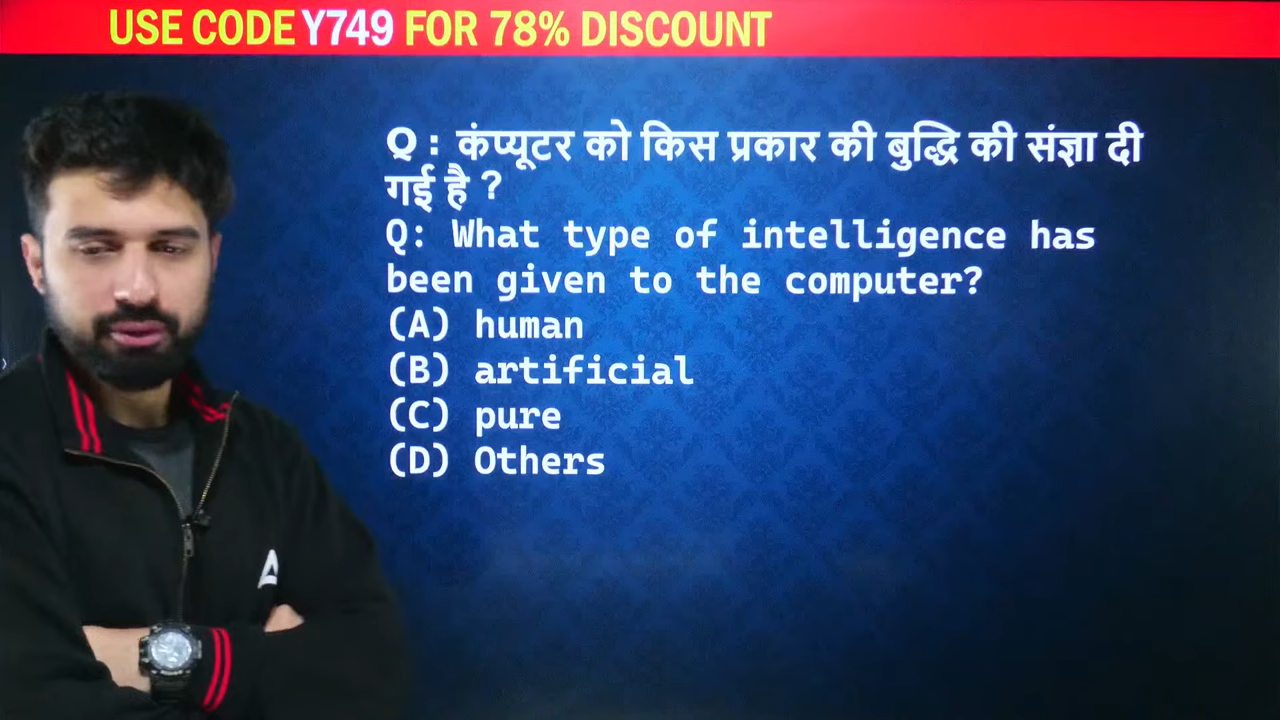 USE CODE Y749 FOR 78% DISCOUNT
Q : कंप्यूटर को किस प्रकार की बुद्धि की संज्ञा दी
गई है ?
Q: What type of intelligence has
been given to the computer?
(A) human
(B) artificial
(C) pure
(D) Others